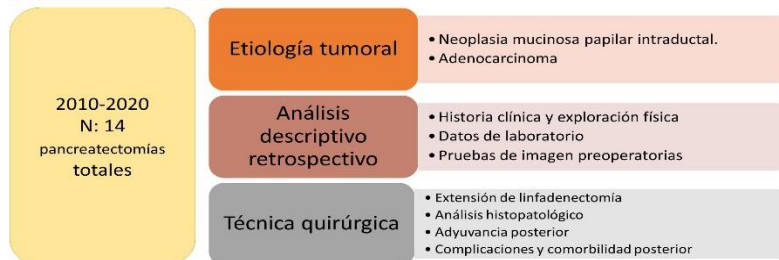 2010-2020
N: 14
pancreatectomías
totales
Etiología tumoral
• Neoplasia mucinosa papilar intraductal.
• Adenocarcinoma
Análisis
descriptivo
retrospectivo
• Historia clínica y exploración física
• Datos de laboratorio
• Pruebas de imagen preoperatorias
Técnica quirúrgica
• Extensión de linfadenectomía
• Análisis histopatológico
• Adyuvancia posterior
• Complicaciones y comorbilidad posterior